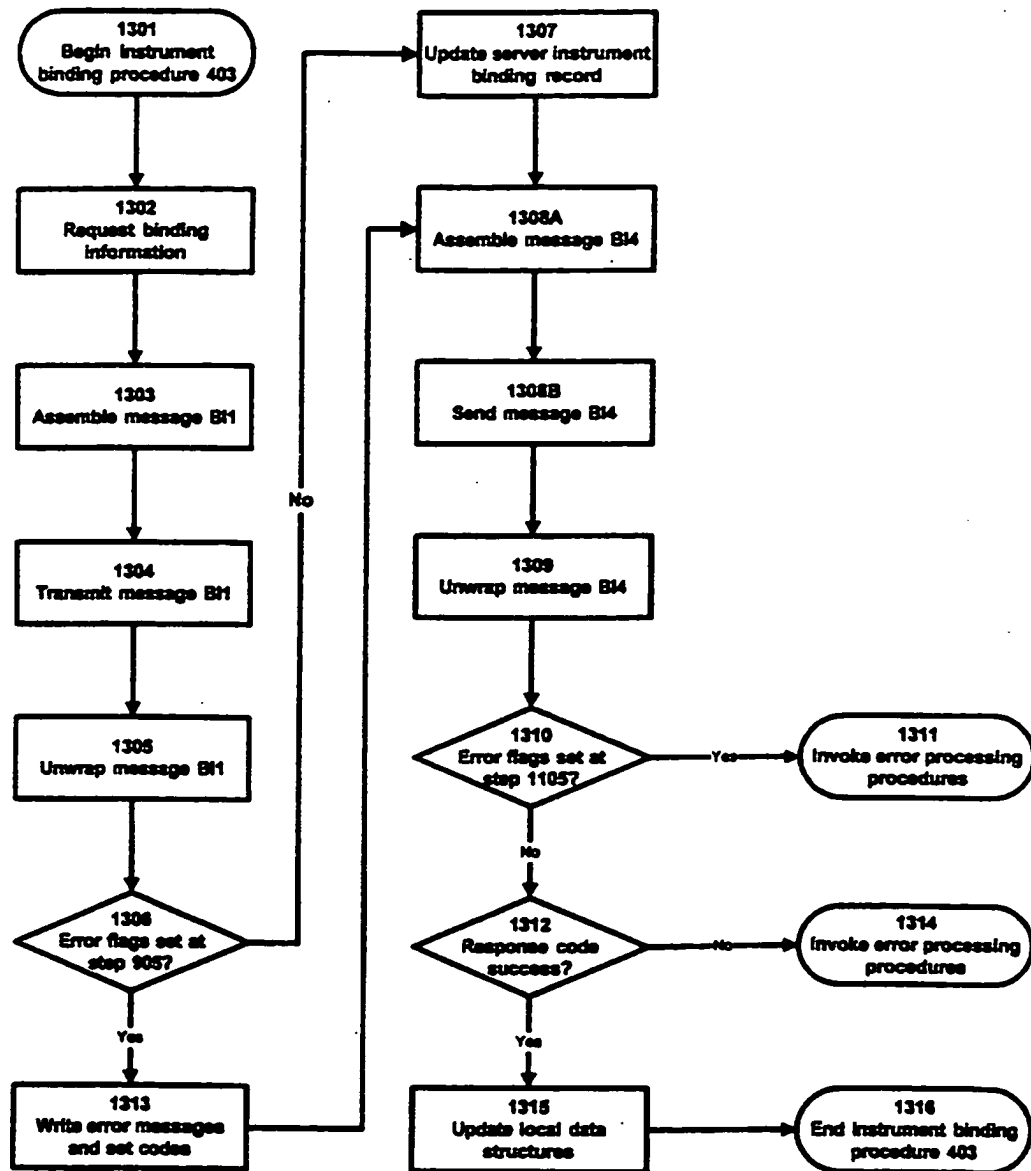 1301
Begin instrument
binding procedure 403
1302
Request binding
information
1303
Assemble message BI1
1304
Transmit message BI1
1305
Unwrap message BI1
1306
Error flags set at
step 905?
Yes
No
1313
Write error messages
and set codes
1307
Update server instrument
binding record
1308A
Assemble message BI4
1308B
Send message BI4
1309
Unwrap message BI4
1310
Error flags set at
step 1105?
Yes
No
1311
Invoke error processing
procedures
1312
Response code
success?
No
Yes
1314
Invoke error processing
procedures
1315
Update local data
structures
1316
End instrument binding
procedure 403